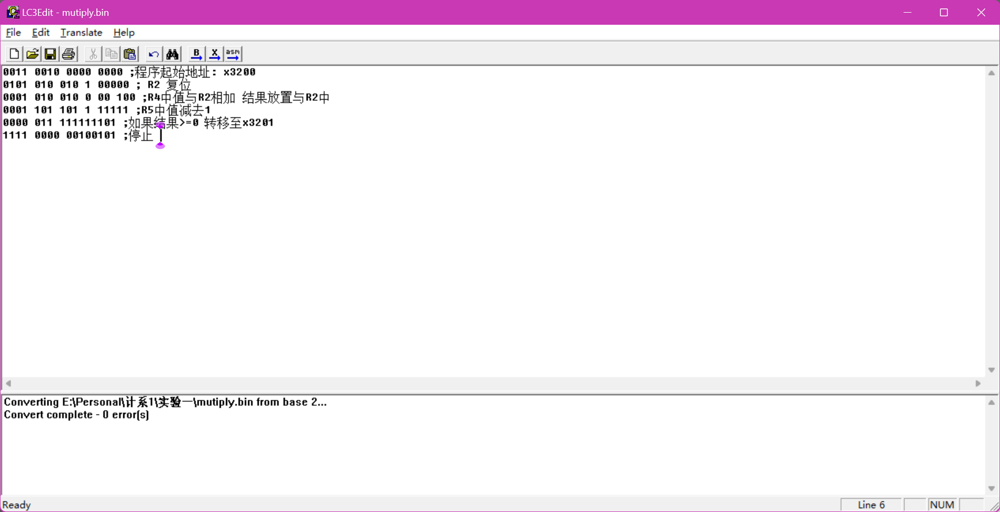 LC3Edit - mutiply.bin
File Edit Translate Help
B X asm
0011 0010 0000 0000 ;程序起始地址: x3200
0101 010 010 1 00000 ; R2 复位
0001 010 010 0 00 100 ;R4中值与R2相加 结果放置与R2中
0001 101 101 1 11111 ;R5中值减去1
0000 011 111111101 ;如果结果>=0 转移至x3201
1111 0000 00100101 ;停止
Converting E:\Personal\计系1\实验一\mutiply.bin from base 2...
Convert complete - 0 error(s)
Ready
Line 6
NUM